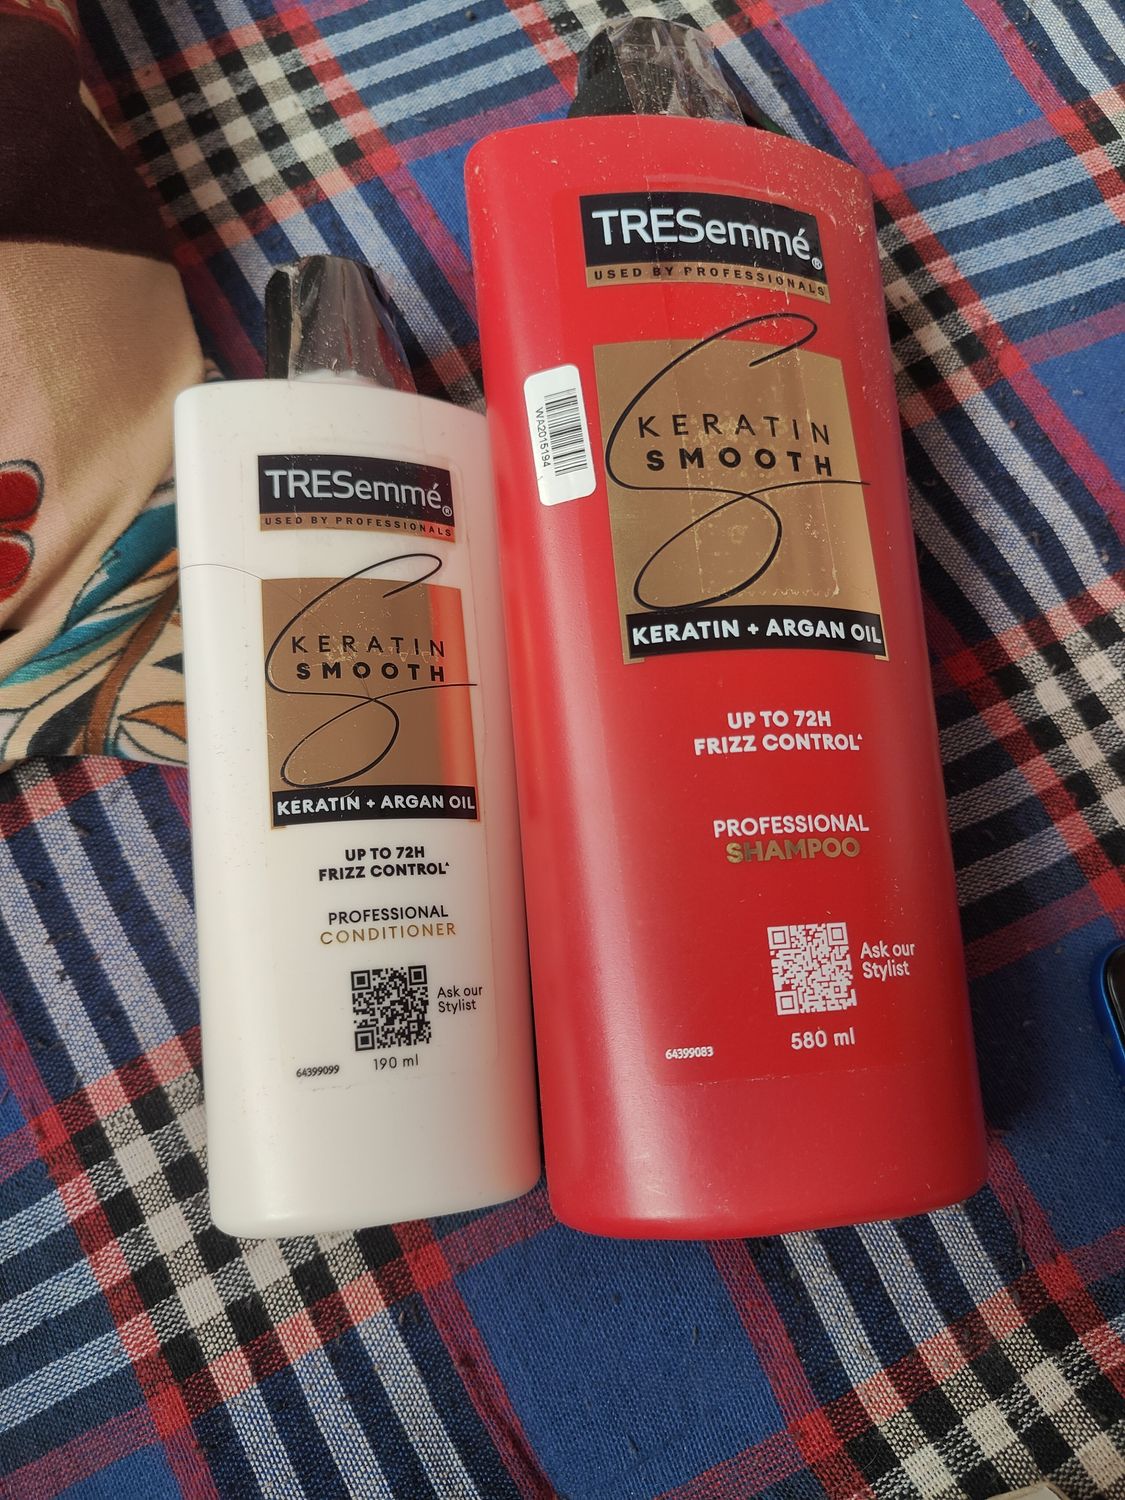 TRESemmé®
USED BY PROFESSIONALS
KERATIN
SMOOTH
KERATIN + ARGAN OIL
UP TO 72H
FRIZZ CONTROL^
PROFESSIONAL
CONDITIONER
Ask our
Stylist
190 ml
64399099
TRESemmé®
USED BY PROFESSIONALS
WA2015194
KERATIN
SMOOTH
KERATIN + ARGAN OIL
UP TO 72H
FRIZZ CONTROL^
PROFESSIONAL
SHAMPOO
Ask our
Stylist
580 ml
64399083